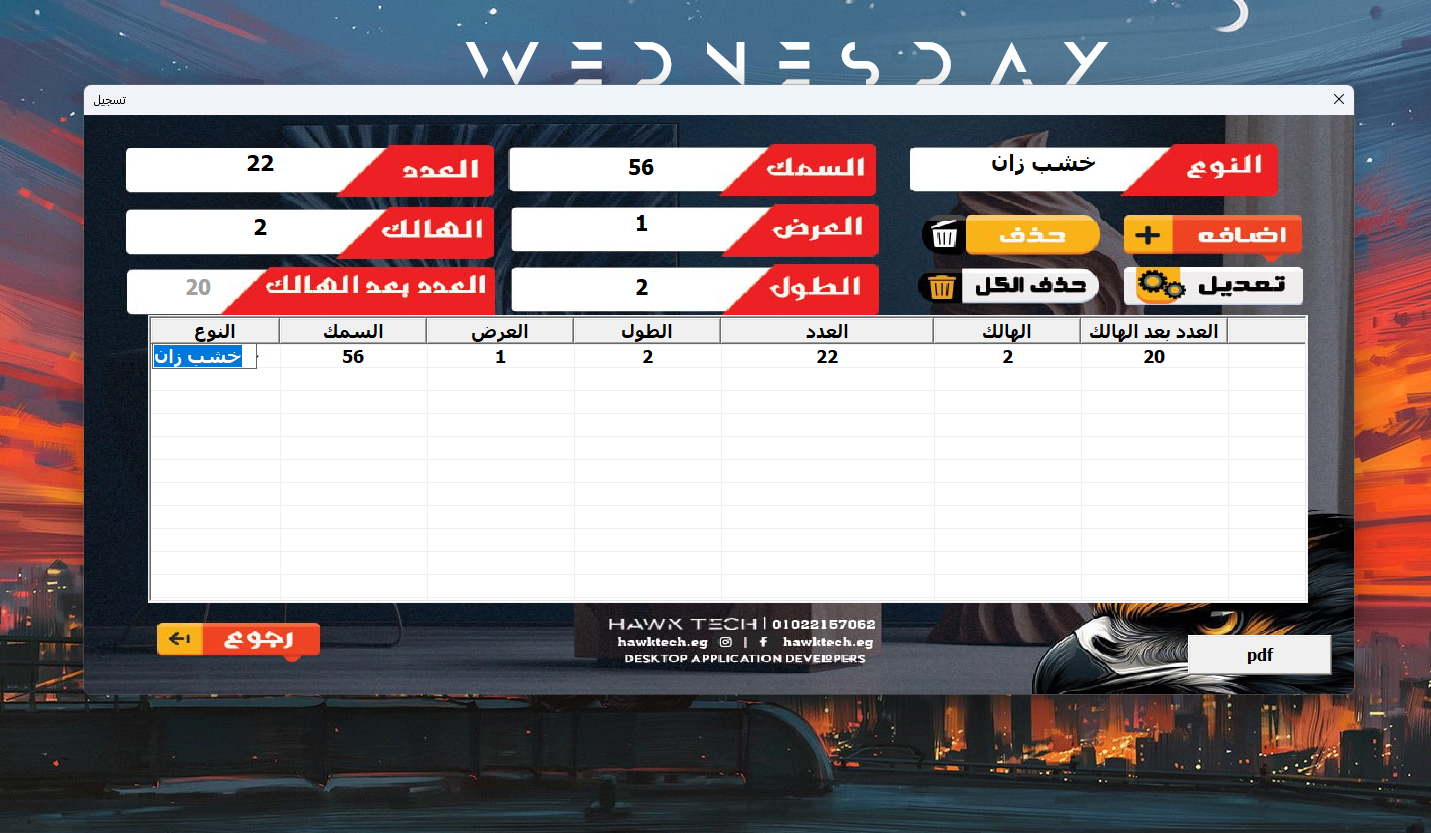 WEDNESDAY
تسجيل
النوع خشب زان السمك 56 العدد 22
اضافه حذف العرض 1 الهالك 2
تعديل حذف الكل الطول 2 العدد بعد الهالك 20
النوع السمك العرض الطول العدد الهالك العدد بعد الهالك
خشب زان 56 1 2 22 2 20
رجوع
HAWK TECH | 01022157062
hawktech.eg | hawktech.eg
DESKTOP APPLICATION DEVELOPERS
pdf